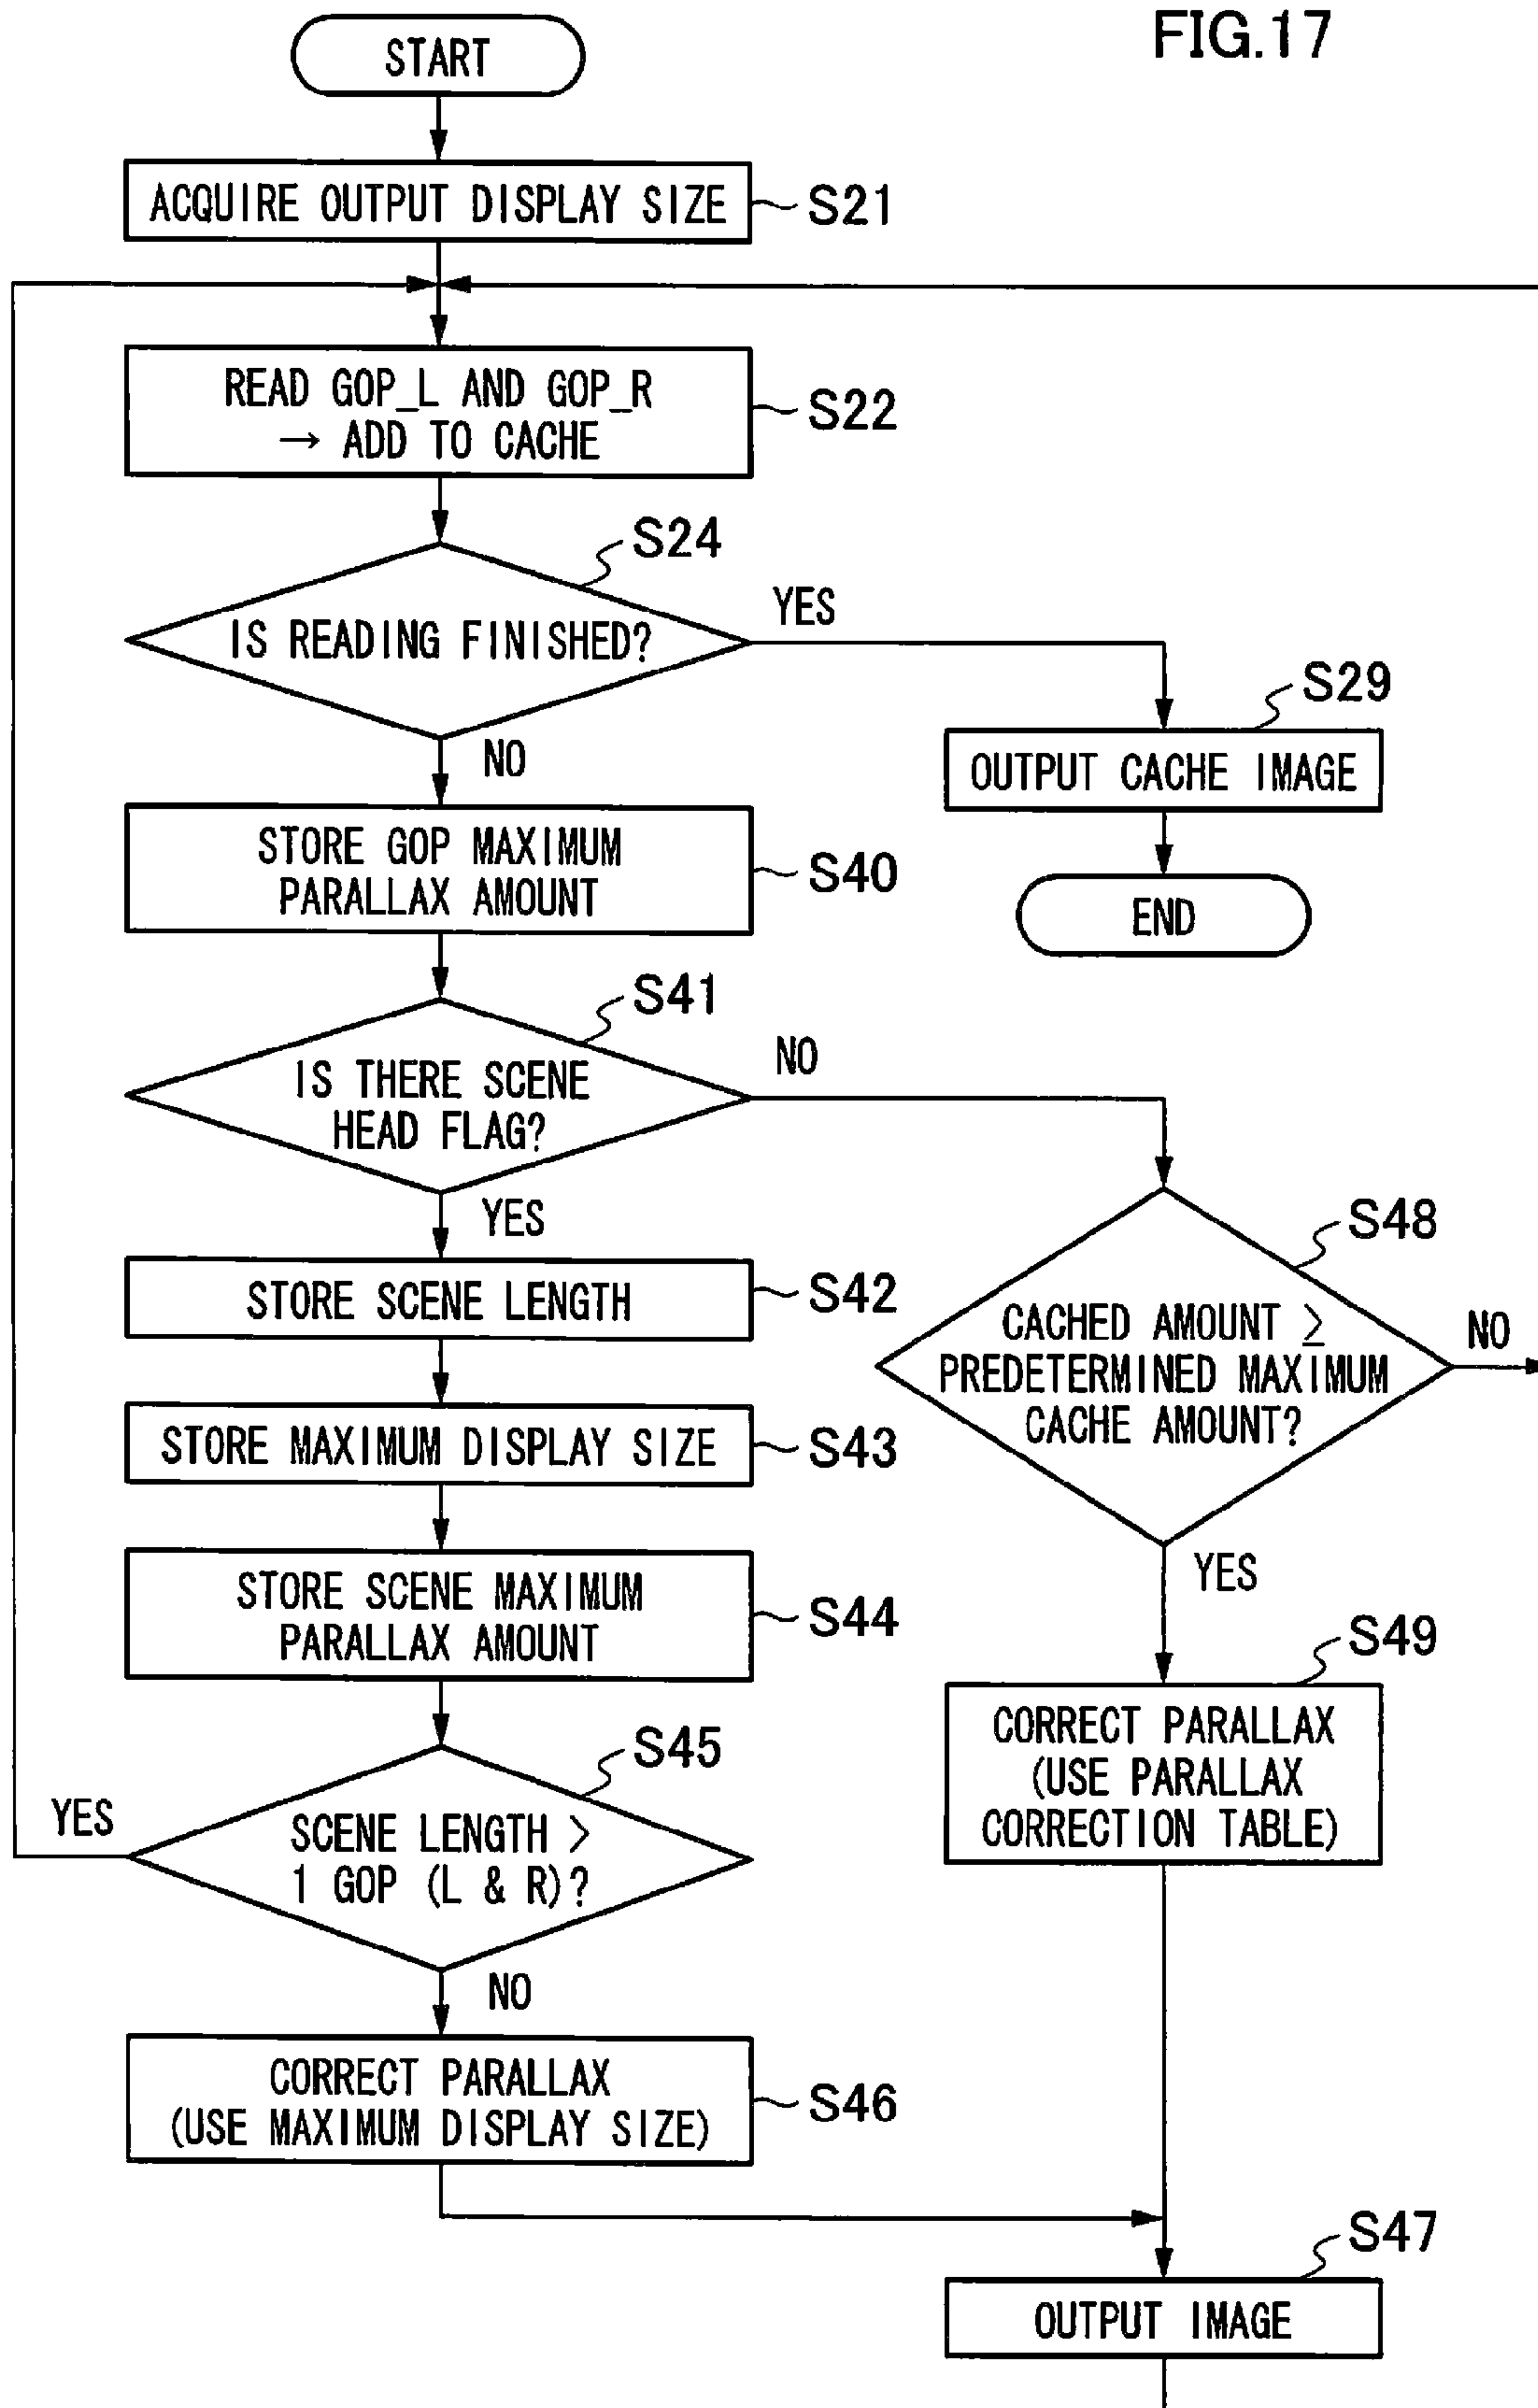 FIG.17
START
ACQUIRE OUTPUT DISPLAY SIZE
S21
READ GOP_L AND GOP_R
→ ADD TO CACHE
S22
S24
IS READING FINISHED?
YES
NO
S29
OUTPUT CACHE IMAGE
END
STORE GOP MAXIMUM
PARALLAX AMOUNT
S40
S41
IS THERE SCENE
HEAD FLAG?
NO
YES
STORE SCENE LENGTH
S42
STORE MAXIMUM DISPLAY SIZE
S43
STORE SCENE MAXIMUM
PARALLAX AMOUNT
S44
S45
SCENE LENGTH >
1 GOP (L & R)?
YES
NO
CORRECT PARALLAX
(USE MAXIMUM DISPLAY SIZE)
S46
S48
CACHED AMOUNT ≥
PREDETERMINED MAXIMUM
CACHE AMOUNT?
NO
YES
S49
CORRECT PARALLAX
(USE PARALLAX
CORRECTION TABLE)
S47
OUTPUT IMAGE